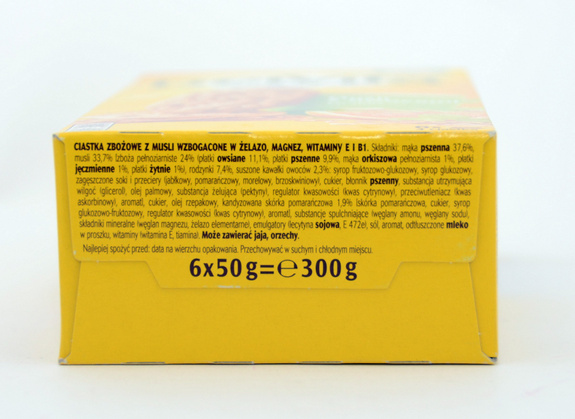 CIASTKA ZBOŻOWE Z MUSLI WZBOGACONE W ŻELAZO, MAGNEZ, WITAMINY E I B1. Składniki: mąka pszenna 37,6%,
musli 33,7% (zboża pełnoziarniste 24% (płatki owsiane 11,1%, płatki pszenne 9,9%, mąka orkiszowa pełnoziarnista 1%, płatki
jęczmienne 1%, płatki żytnie 1%), rodzynki 7,4%, suszone kawałki owoców 2,3%: syrop fruktozowo-glukozowy, syrop glukozowy,
zagęszczone soki i przeciery (jabłkowy, pomarańczowy, morelowy, brzoskwiniowy), cukier, błonnik pszenny, substancja utrzymująca
wilgoć (glicerol), olej palmowy, substancja żelująca (pektyny), regulator kwasowości (kwas cytrynowy), przeciwutleniacz (kwas
askorbinowy), aromat), cukier, olej rzepakowy, kandyzowana skórka pomarańczowa 1,9% (skórka pomarańczowa, cukier, syrop
glukozowo-fruktozowy, regulator kwasowości (kwas cytrynowy), aromat), substancje spulchniające (węglany amonu, węglany sodu),
składniki mineralne (węglan magnezu, żelazo elementarne), emulgatory (lecytyna sojowa, E 472e), sól, aromat, odtłuszczone mleko
w proszku, witaminy (witamina E, tiamina). Może zawierać jaja, orzechy.
Najlepiej spożyć przed: data na wierzchu opakowania. Przechowywać w suchym i chłodnym miejscu.
6x50g=℮300g